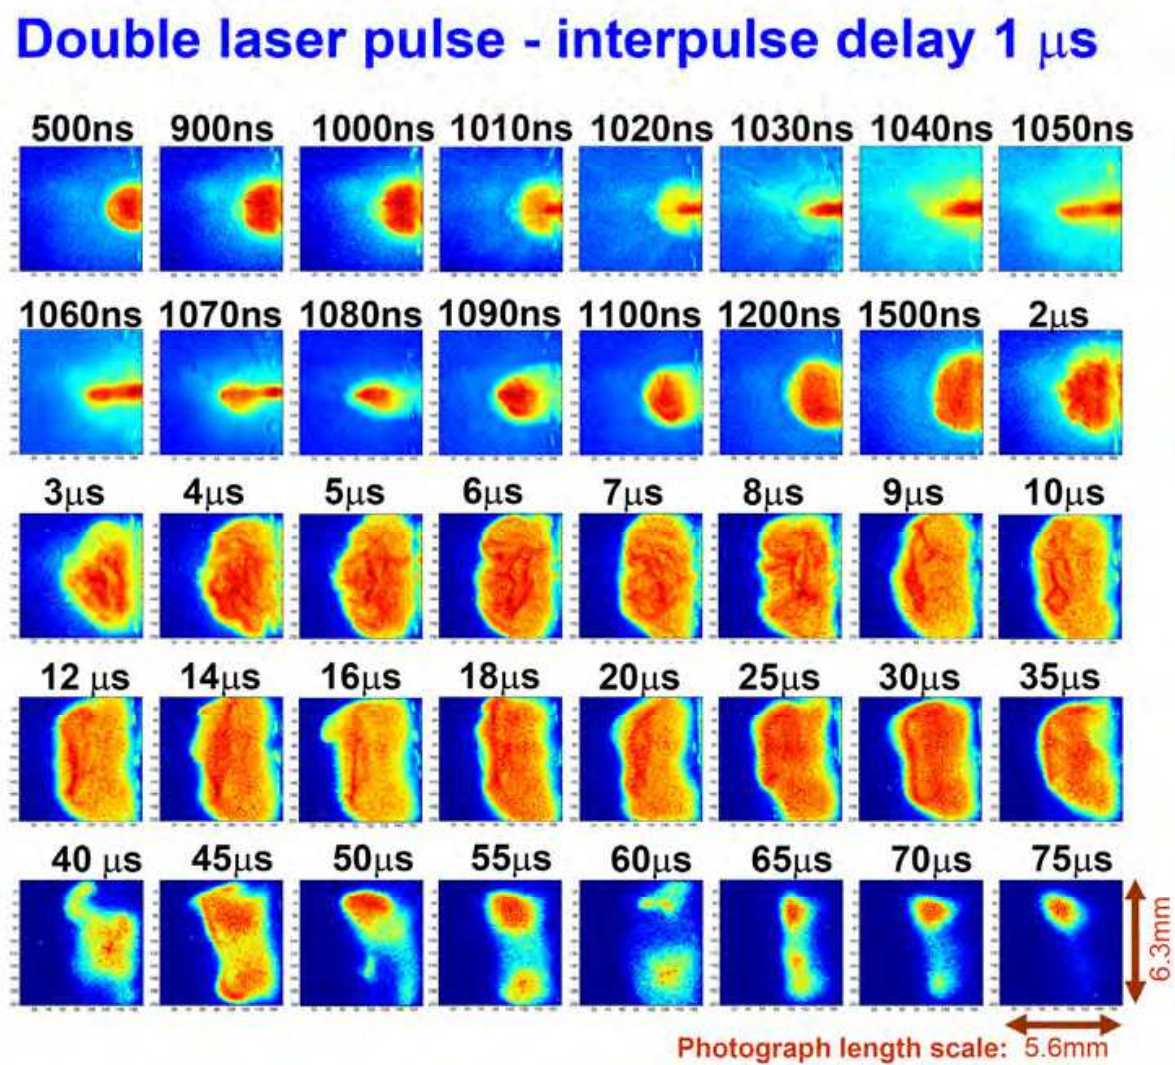 Double laser pulse - interpulse delay 1 μs
500ns 900ns 1000ns 1010ns 1020ns 1030ns 1040ns 1050ns
1060ns 1070ns 1080ns 1090ns 1100ns 1200ns 1500ns 2μs
3μs 4μs 5μs 6μs 7μs 8μs 9μs 10μs
12 μs 14μs 16μs 18μs 20μs 25μs 30μs 35μs
40 μs 45μs 50μs 55μs 60μs 65μs 70μs 75μs
6.3mm
Photograph length scale: 5.6mm